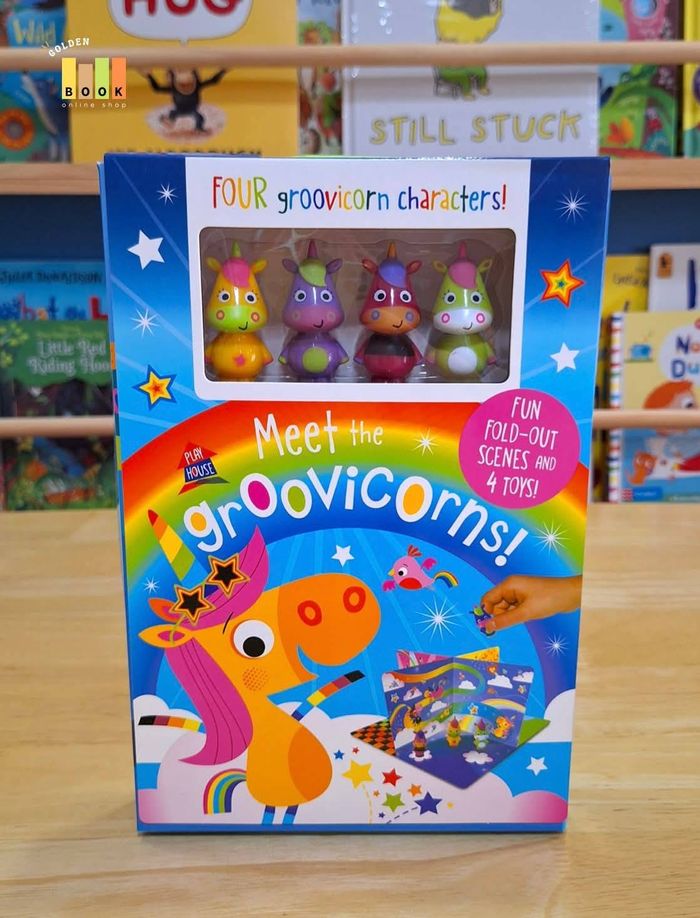 HUG
GOLDEN
BOOK
online shop
STILL STUCK
FOUR groovicorn characters!
Little Red
Riding Hoo
FUN
FOLD-OUT
SCENES AND
4 TOYS!
PLAY
HOUSE
Meet the
groovicorns!